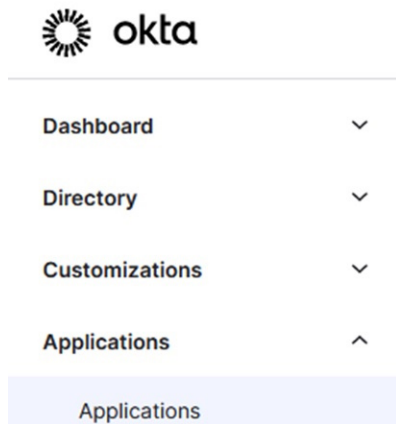 okta
Dashboard
Directory
Customizations
Applications
Applications